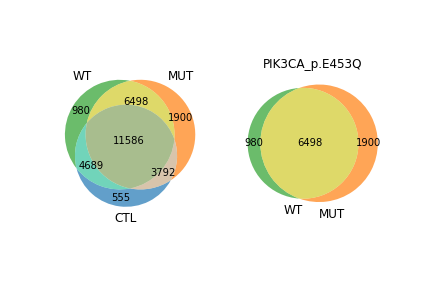 WT
MUT
980
6498
1900
11586
4689
3792
555
CTL
PIK3CA_p.E453Q
980
6498
1900
WT
MUT